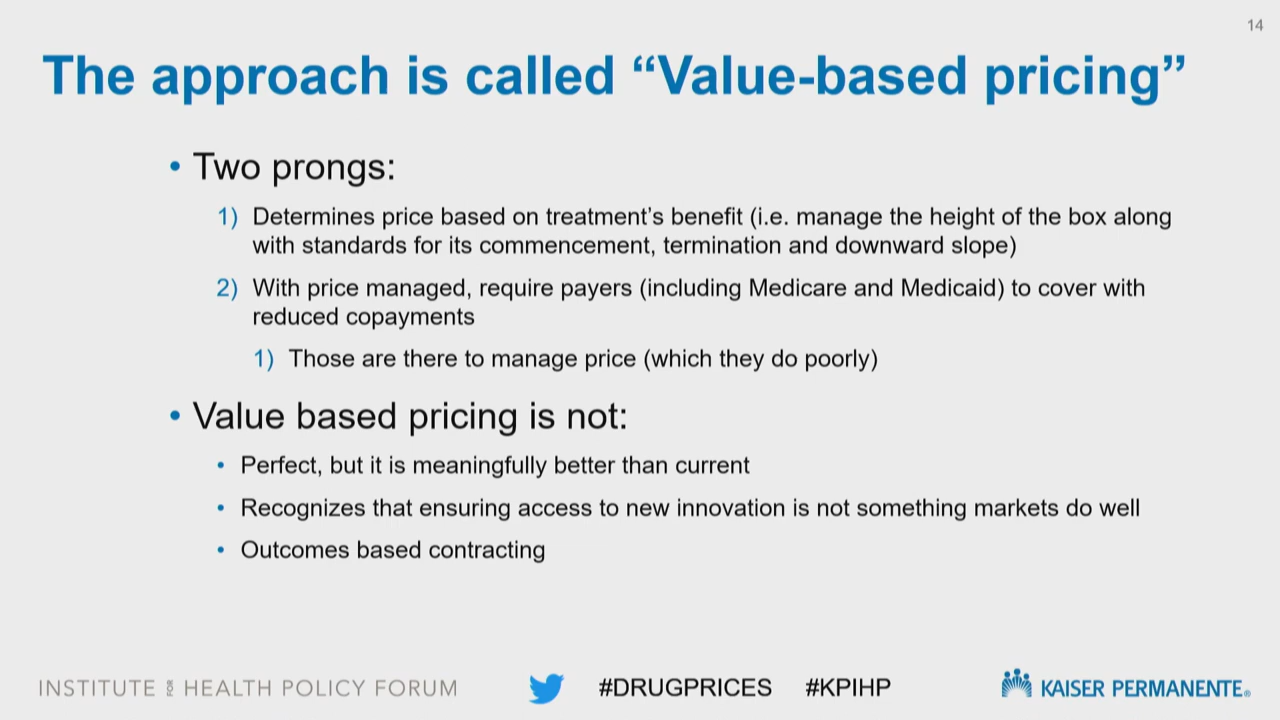 14
The approach is called “Value-based pricing”
• Two prongs:
1) Determines price based on treatment’s benefit (i.e. manage the height of the box along
with standards for its commencement, termination and downward slope)
2) With price managed, require payers (including Medicare and Medicaid) to cover with
reduced copayments
1) Those are there to manage price (which they do poorly)
• Value based pricing is not:
• Perfect, but it is meaningfully better than current
• Recognizes that ensuring access to new innovation is not something markets do well
• Outcomes based contracting
INSTITUTE FOR HEALTH POLICY FORUM
#DRUGPRICES #KPIHP
KAISER PERMANENTE®